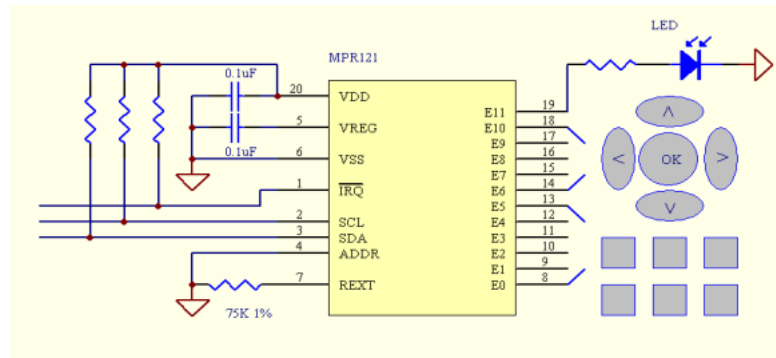 LED
MPR121
0.1uF
20 VDD
E11 19
E10 18
5 VREG
E9 17
0.1uF
6 VSS
E8 16
E7 15
1 IRQ
E6 14
E5 13
2 SCL
E4 12
3 SDA
E3 11
4 ADDR
E2 10
E1 9
7 REXT
E0 8
75K 1%
^
< OK >
v